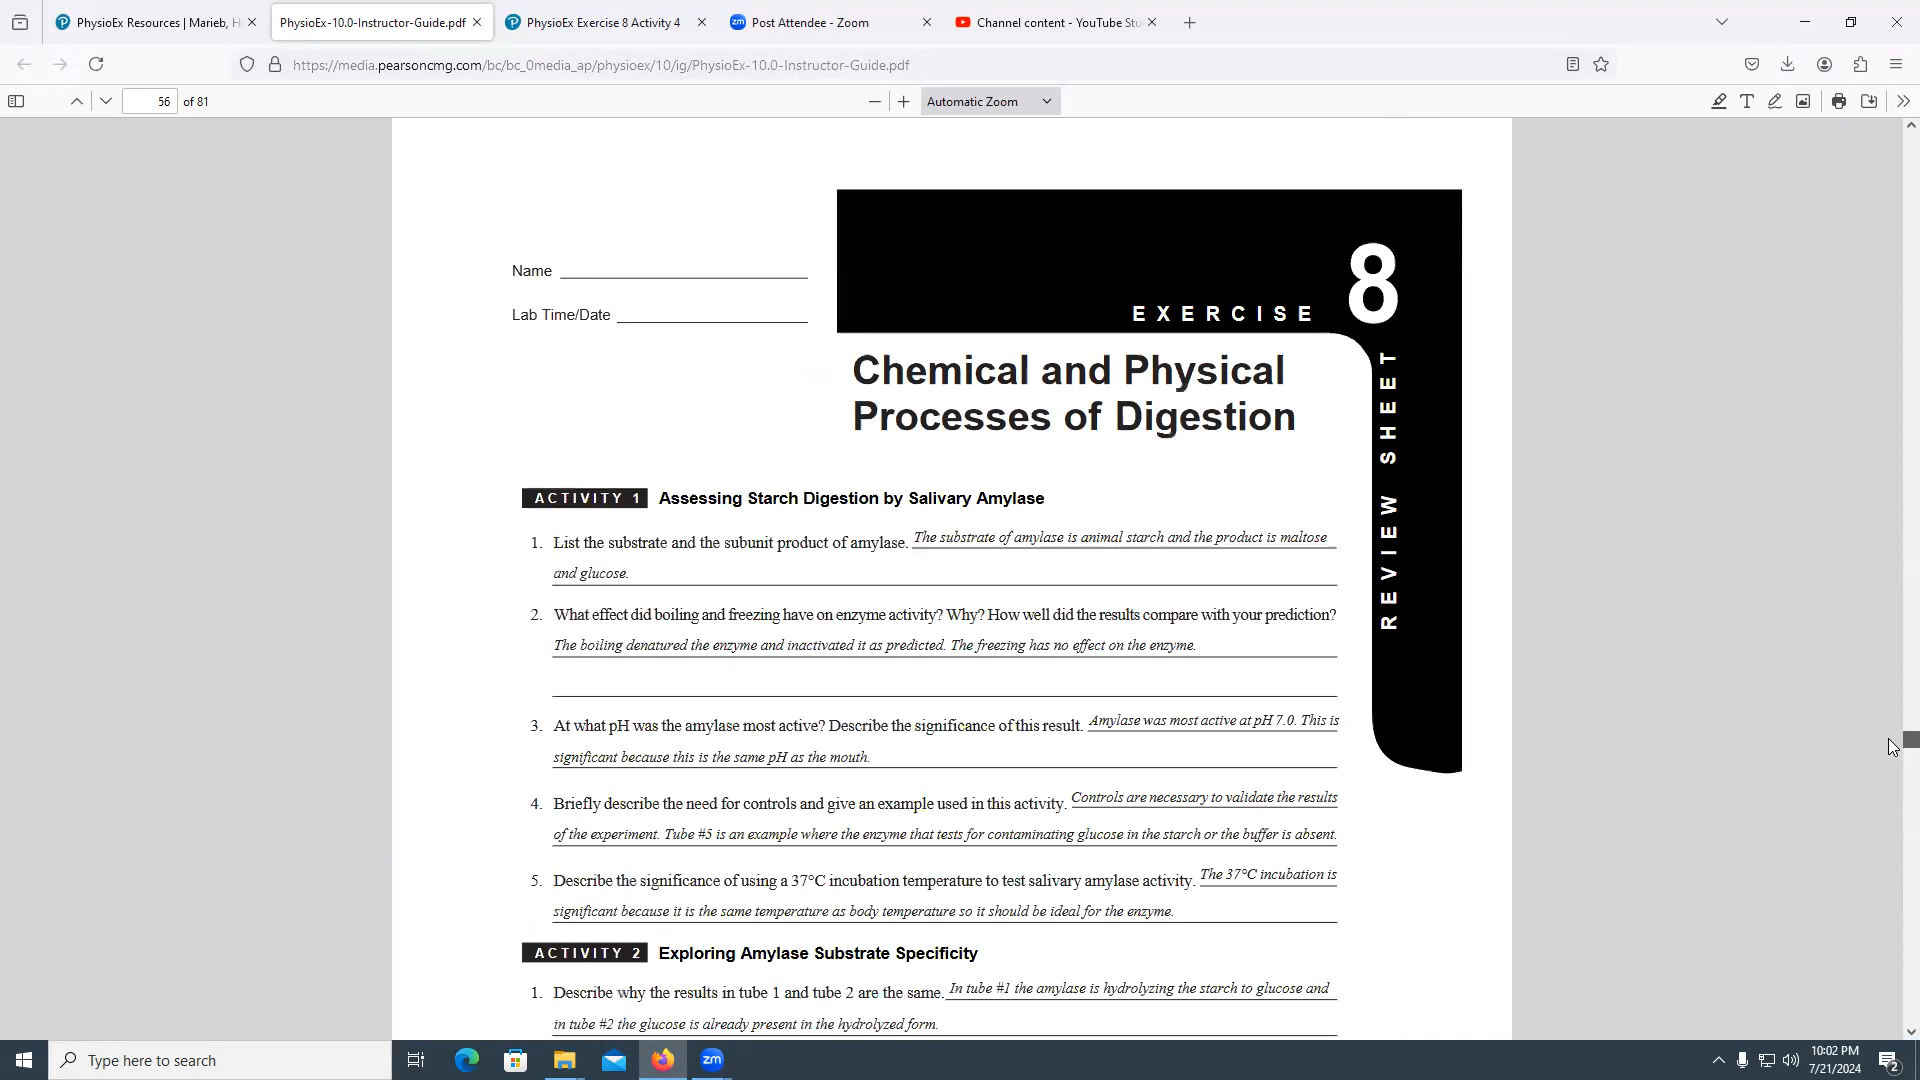 PhysioEx Resources | Marieb, H
PhysioEx-10.0-Instructor-Guide.pdf
PhysioEx Exercise 8 Activity 4
zm Post Attendee - Zoom
Channel content - YouTube Stu
https://media.pearsoncmg.com/bc/bc_0media_ap/physioex/10/ig/PhysioEx-10.0-Instructor-Guide.pdf
56 of 81
Automatic Zoom
Name
Lab Time/Date
EXERCISE 8
REVIEW SHEET
Chemical and Physical
Processes of Digestion
ACTIVITY 1 Assessing Starch Digestion by Salivary Amylase
1. List the substrate and the subunit product of amylase. The substrate of amylase is animal starch and the product is maltose
and glucose.
2. What effect did boiling and freezing have on enzyme activity? Why? How well did the results compare with your prediction?
The boiling denatured the enzyme and inactivated it as predicted. The freezing has no effect on the enzyme.
3. At what pH was the amylase most active? Describe the significance of this result. Amylase was most active at pH 7.0. This is
significant because this is the same pH as the mouth.
4. Briefly describe the need for controls and give an example used in this activity. Controls are necessary to validate the results
of the experiment. Tube #5 is an example where the enzyme that tests for contaminating glucose in the starch or the buffer is absent.
5. Describe the significance of using a 37°C incubation temperature to test salivary amylase activity. The 37°C incubation is
significant because it is the same temperature as body temperature so it should be ideal for the enzyme.
ACTIVITY 2 Exploring Amylase Substrate Specificity
1. Describe why the results in tube 1 and tube 2 are the same. In tube #1 the amylase is hydrolyzing the starch to glucose and
in tube #2 the glucose is already present in the hydrolyzed form.
Type here to search
zm
10:02 PM
7/21/2024
2